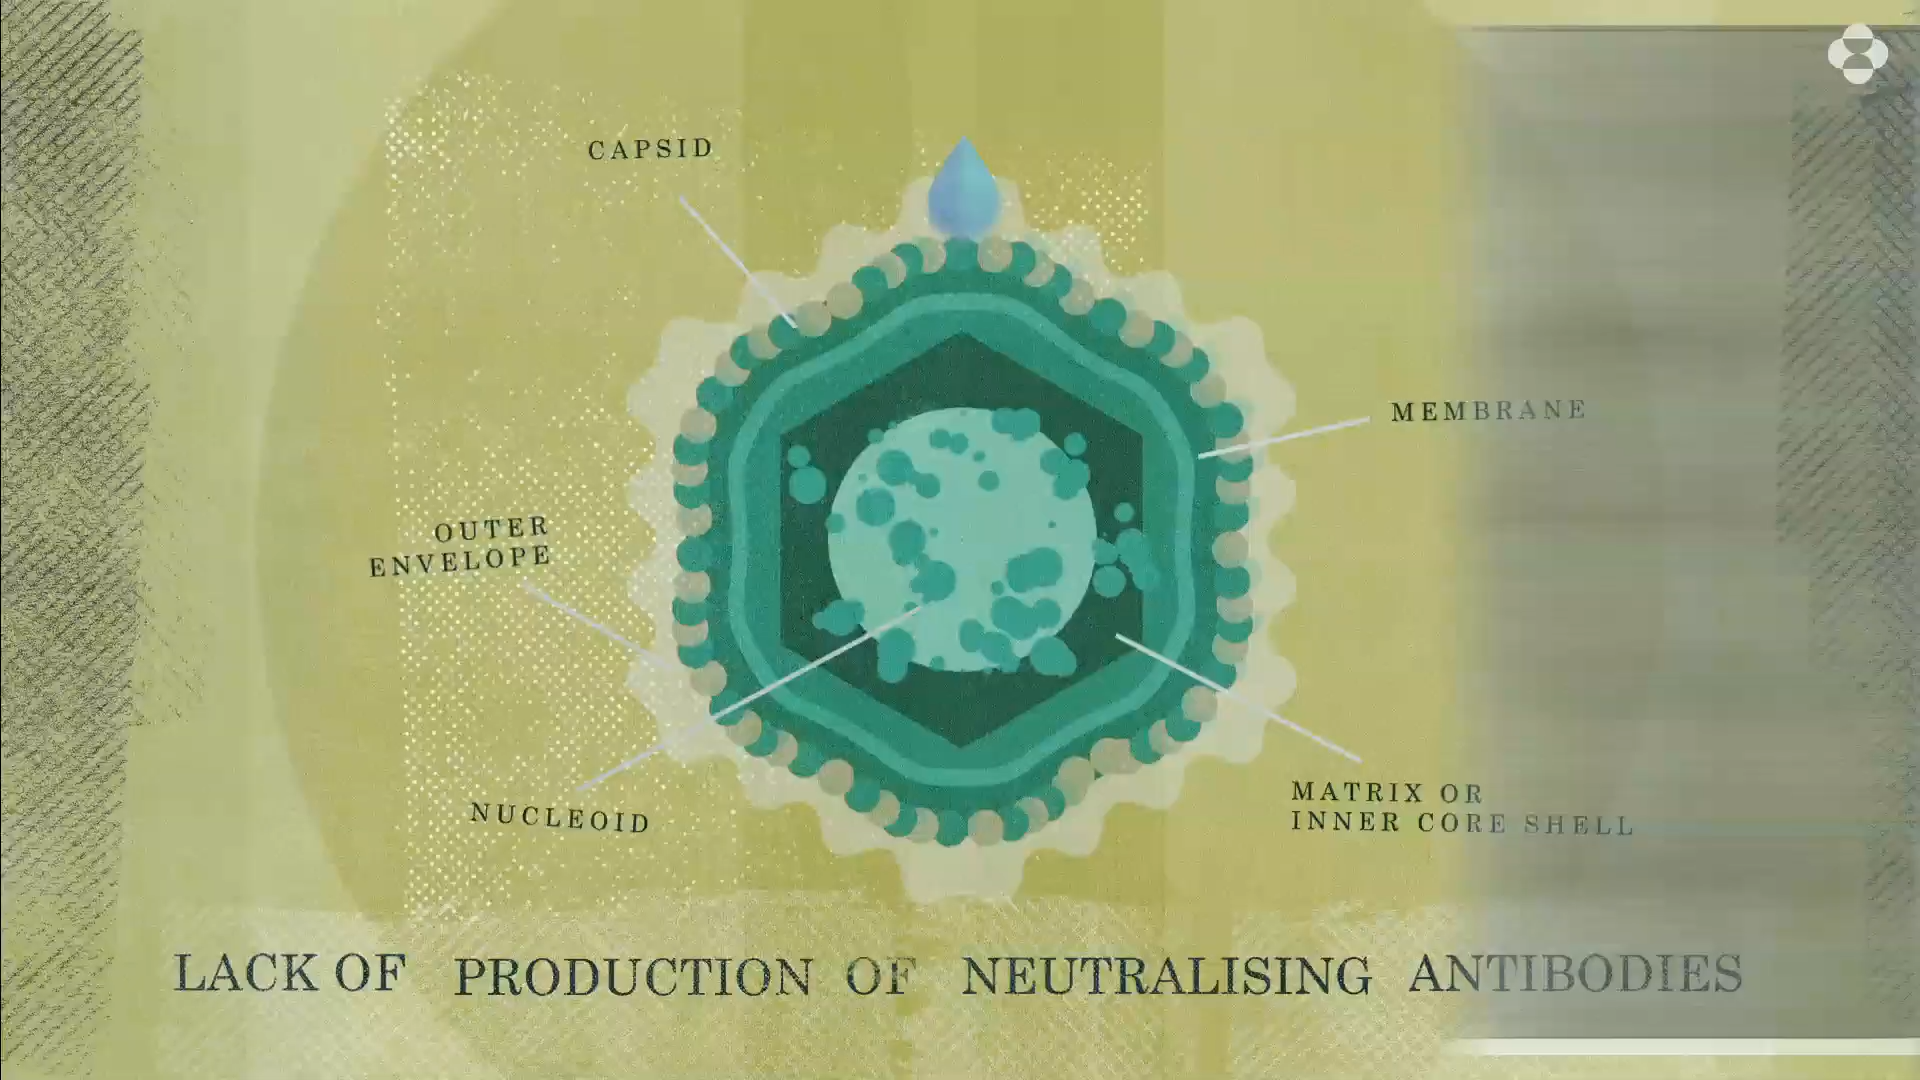 CAPSID
MEMBRANE
OUTER
ENVELOPE
NUCLEOID
MATRIX OR
INNER CORE SHELL
LACK OF PRODUCTION OF NEUTRALISING ANTIBODIES